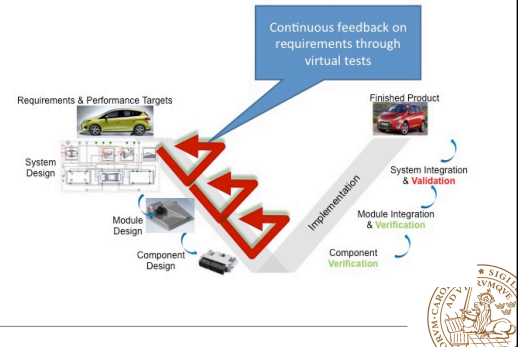 Continuous feedback on
requirements through
virtual tests
Requirements & Performance Targets
Finished Product
System
Design
System Integration
& Validation
Implementation
Module
Design
Module Integration
& Verification
Component
Design
Component
Verification